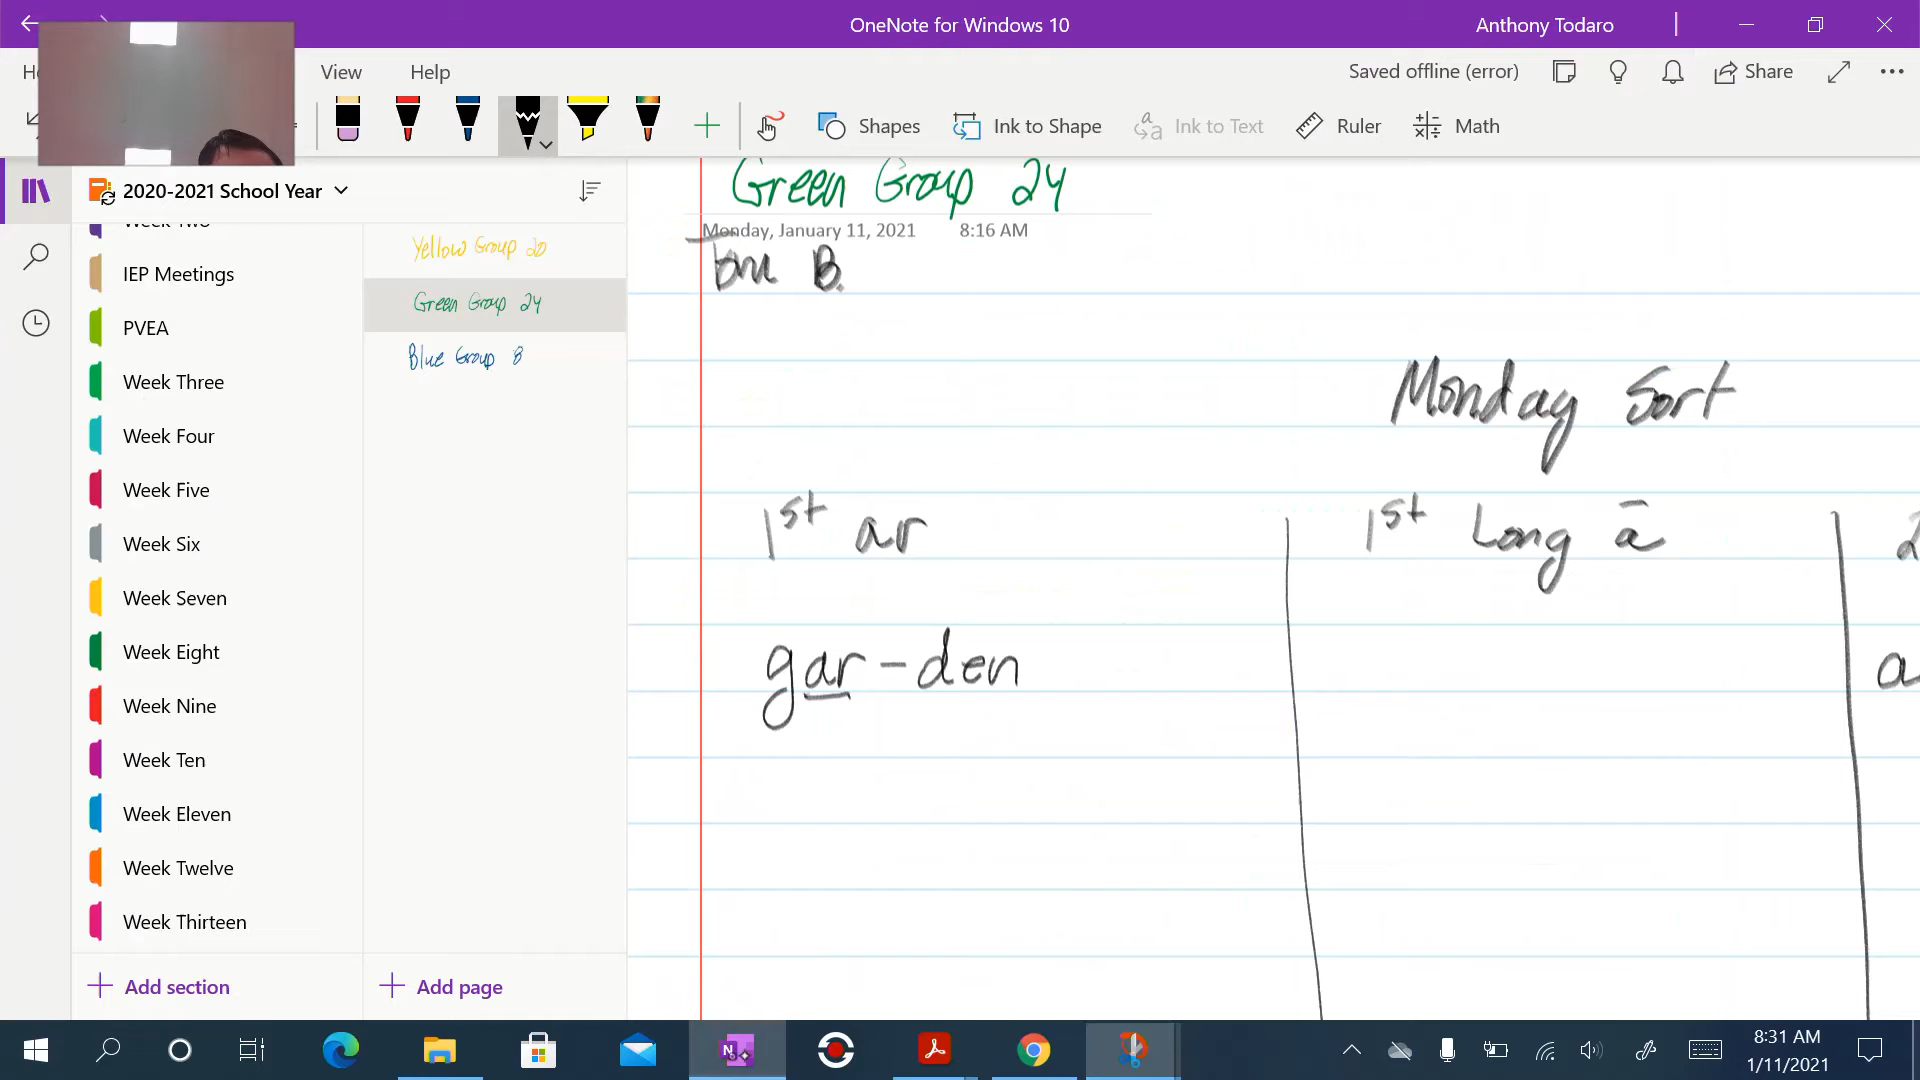 OneNote for Windows 10
Anthony Todaro
View
Help
Saved offline (error)
Share
Shapes
Ink to Shape
Ink to Text
Ruler
Math
2020-2021 School Year
IEP Meetings
PVEA
Week Three
Week Four
Week Five
Week Six
Week Seven
Week Eight
Week Nine
Week Ten
Week Eleven
Week Twelve
Week Thirteen
Add section
Yellow Group 20
Green Group 24
Blue Group 8
Add page
Green Group 24
Monday, January 11, 2021 8:16 AM
B.
Monday Sort
1st ar
1st Long ā
gar-den
a
8:31 AM
1/11/2021